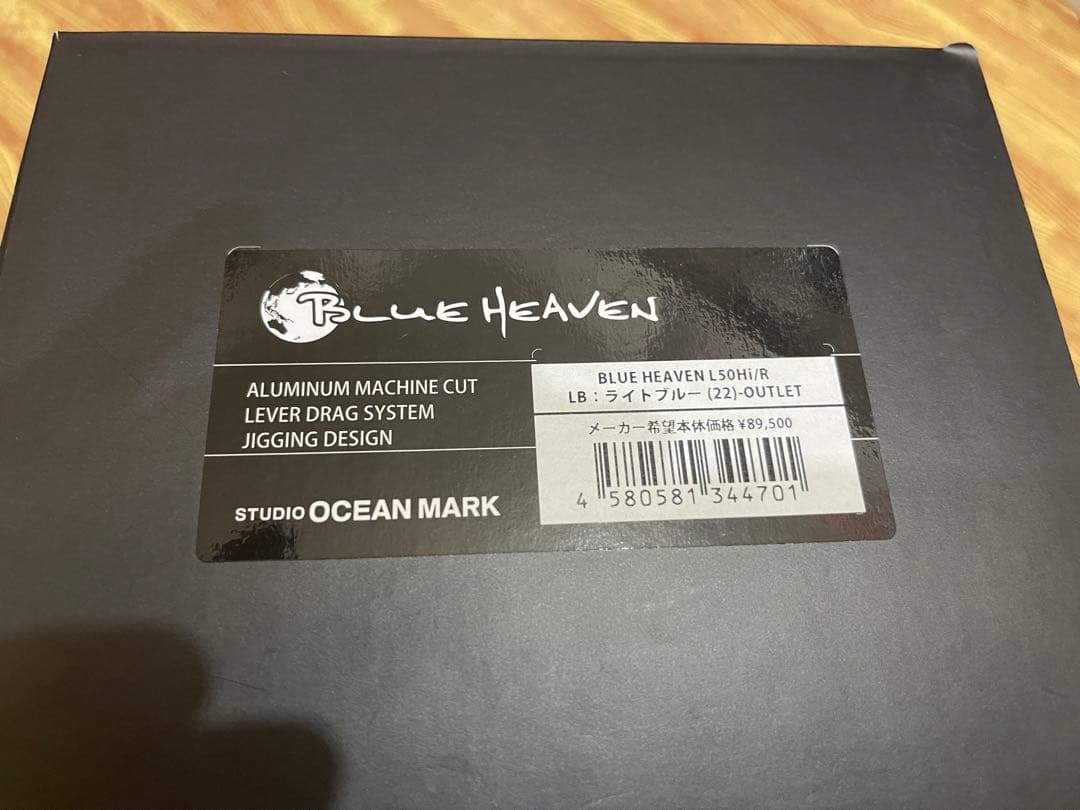 BLUE HEAVEN
ALUMINUM MACHINE CUT
LEVER DRAG SYSTEM
JIGGING DESIGN
STUDIO OCEAN MARK
BLUE HEAVEN L50Hi/R
LB：ライトブルー (22)-OUTLET
メーカー希望本体価格 ¥89,500
4 580581 344701